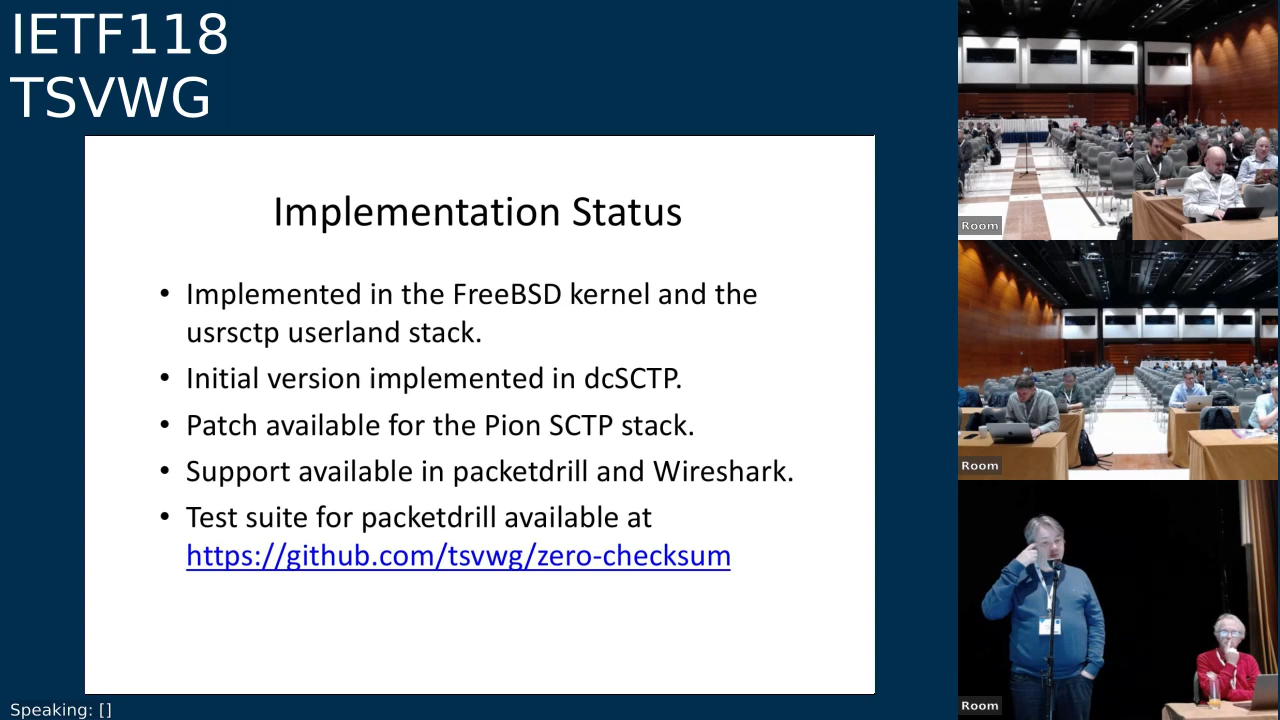 IETF118
TSVWG
Implementation Status
• Implemented in the FreeBSD kernel and the
usrsctp userland stack.
• Initial version implemented in dcSCTP.
• Patch available for the Pion SCTP stack.
• Support available in packetdrill and Wireshark.
• Test suite for packetdrill available at
https://github.com/tsvwg/zero-checksum
Room
Room
Room
Speaking: []